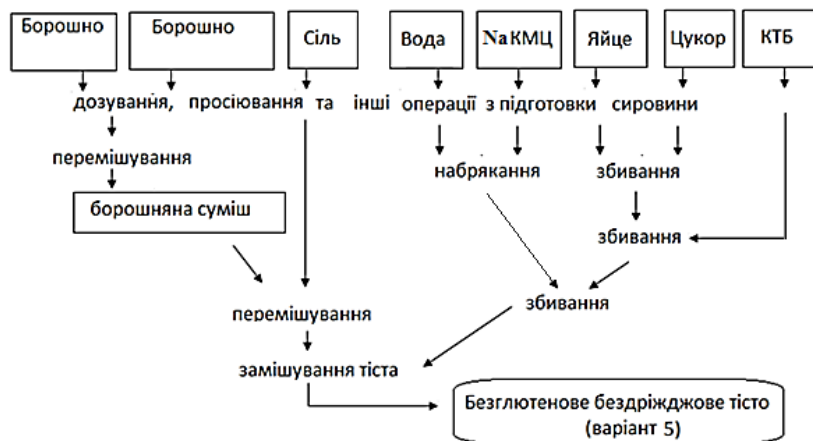 Борошно Борошно Сіль Вода NaКМЦ Яйце Цукор КТБ
дозування, просіювання та інші операції з підготовки сировини
перемішування набрякання збивання
борошняна суміш
збивання
перемішування збивання
замішування тіста
Безглютенове бездріжджове тісто
(варіант 5)